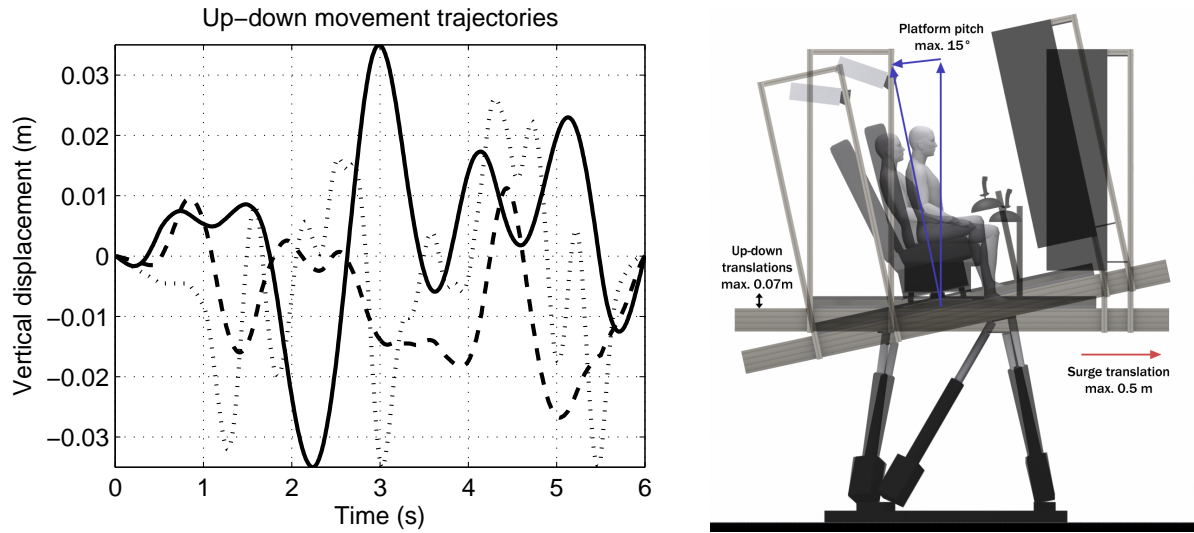 Up−down movement trajectories
Vertical displacement (m)
0.03
0.02
0.01
0
−0.01
−0.02
−0.03
0 1 2 3 4 5 6
Time (s)
Platform pitch
max. 15°
Up-down
translations
max. 0.07m
Surge translation
max. 0.5 m